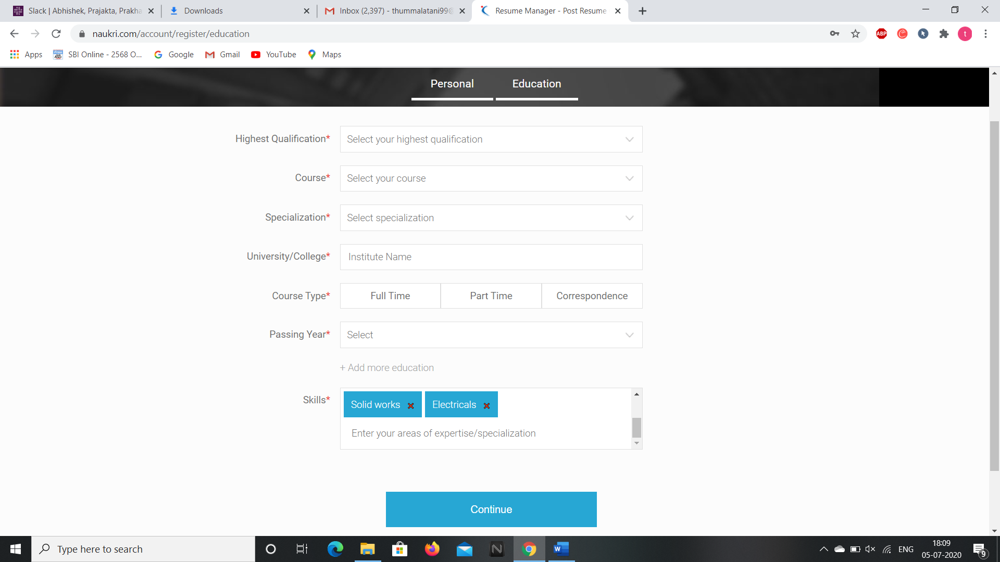 Slack | Abhishek, Prajakta, Prakha
Downloads
Inbox (2,397) - thummalatani99@
Resume Manager - Post Resume
naukri.com/account/register/education
ABP
t
Apps
SBI Online - 2568 O...
Google
Gmail
YouTube
Maps
Personal
Education
Highest Qualification*
Select your highest qualification
Course*
Select your course
Specialization*
Select specialization
University/College*
Institute Name
Course Type*
Full Time
Part Time
Correspondence
Passing Year*
Select
+ Add more education
Skills*
Solid works
Electricals
Enter your areas of expertise/specialization
Continue
Type here to search
N
W
ENG
18:09
05-07-2020
9